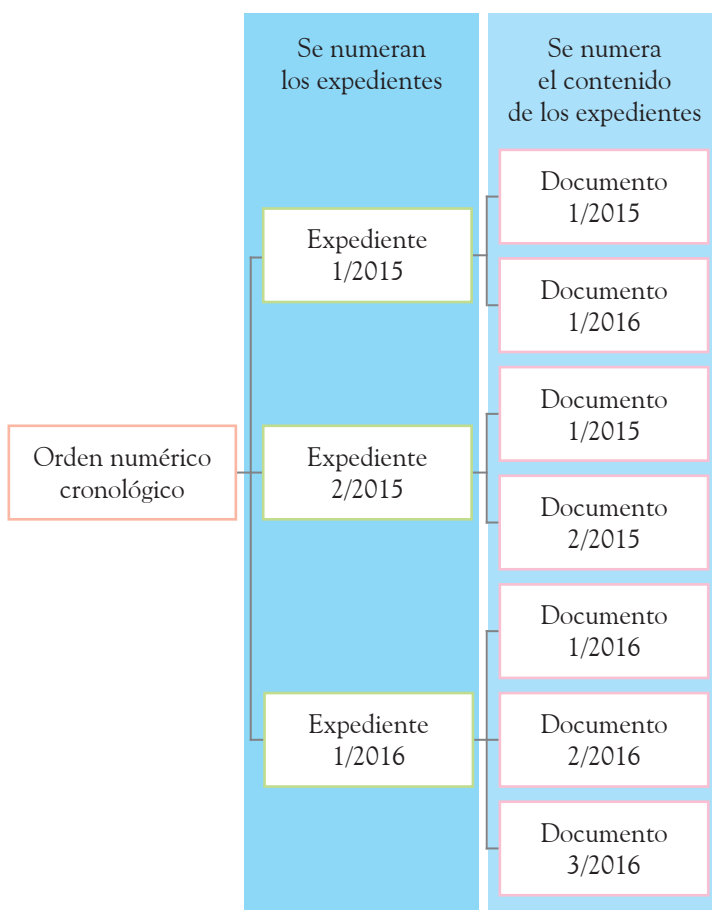 Se numeran
los expedientes
Se numera
el contenido
de los expedientes
Orden numérico
cronológico
Expediente
1/2015
Documento
1/2015
Documento
1/2016
Expediente
2/2015
Documento
1/2015
Documento
2/2015
Expediente
1/2016
Documento
1/2016
Documento
2/2016
Documento
3/2016